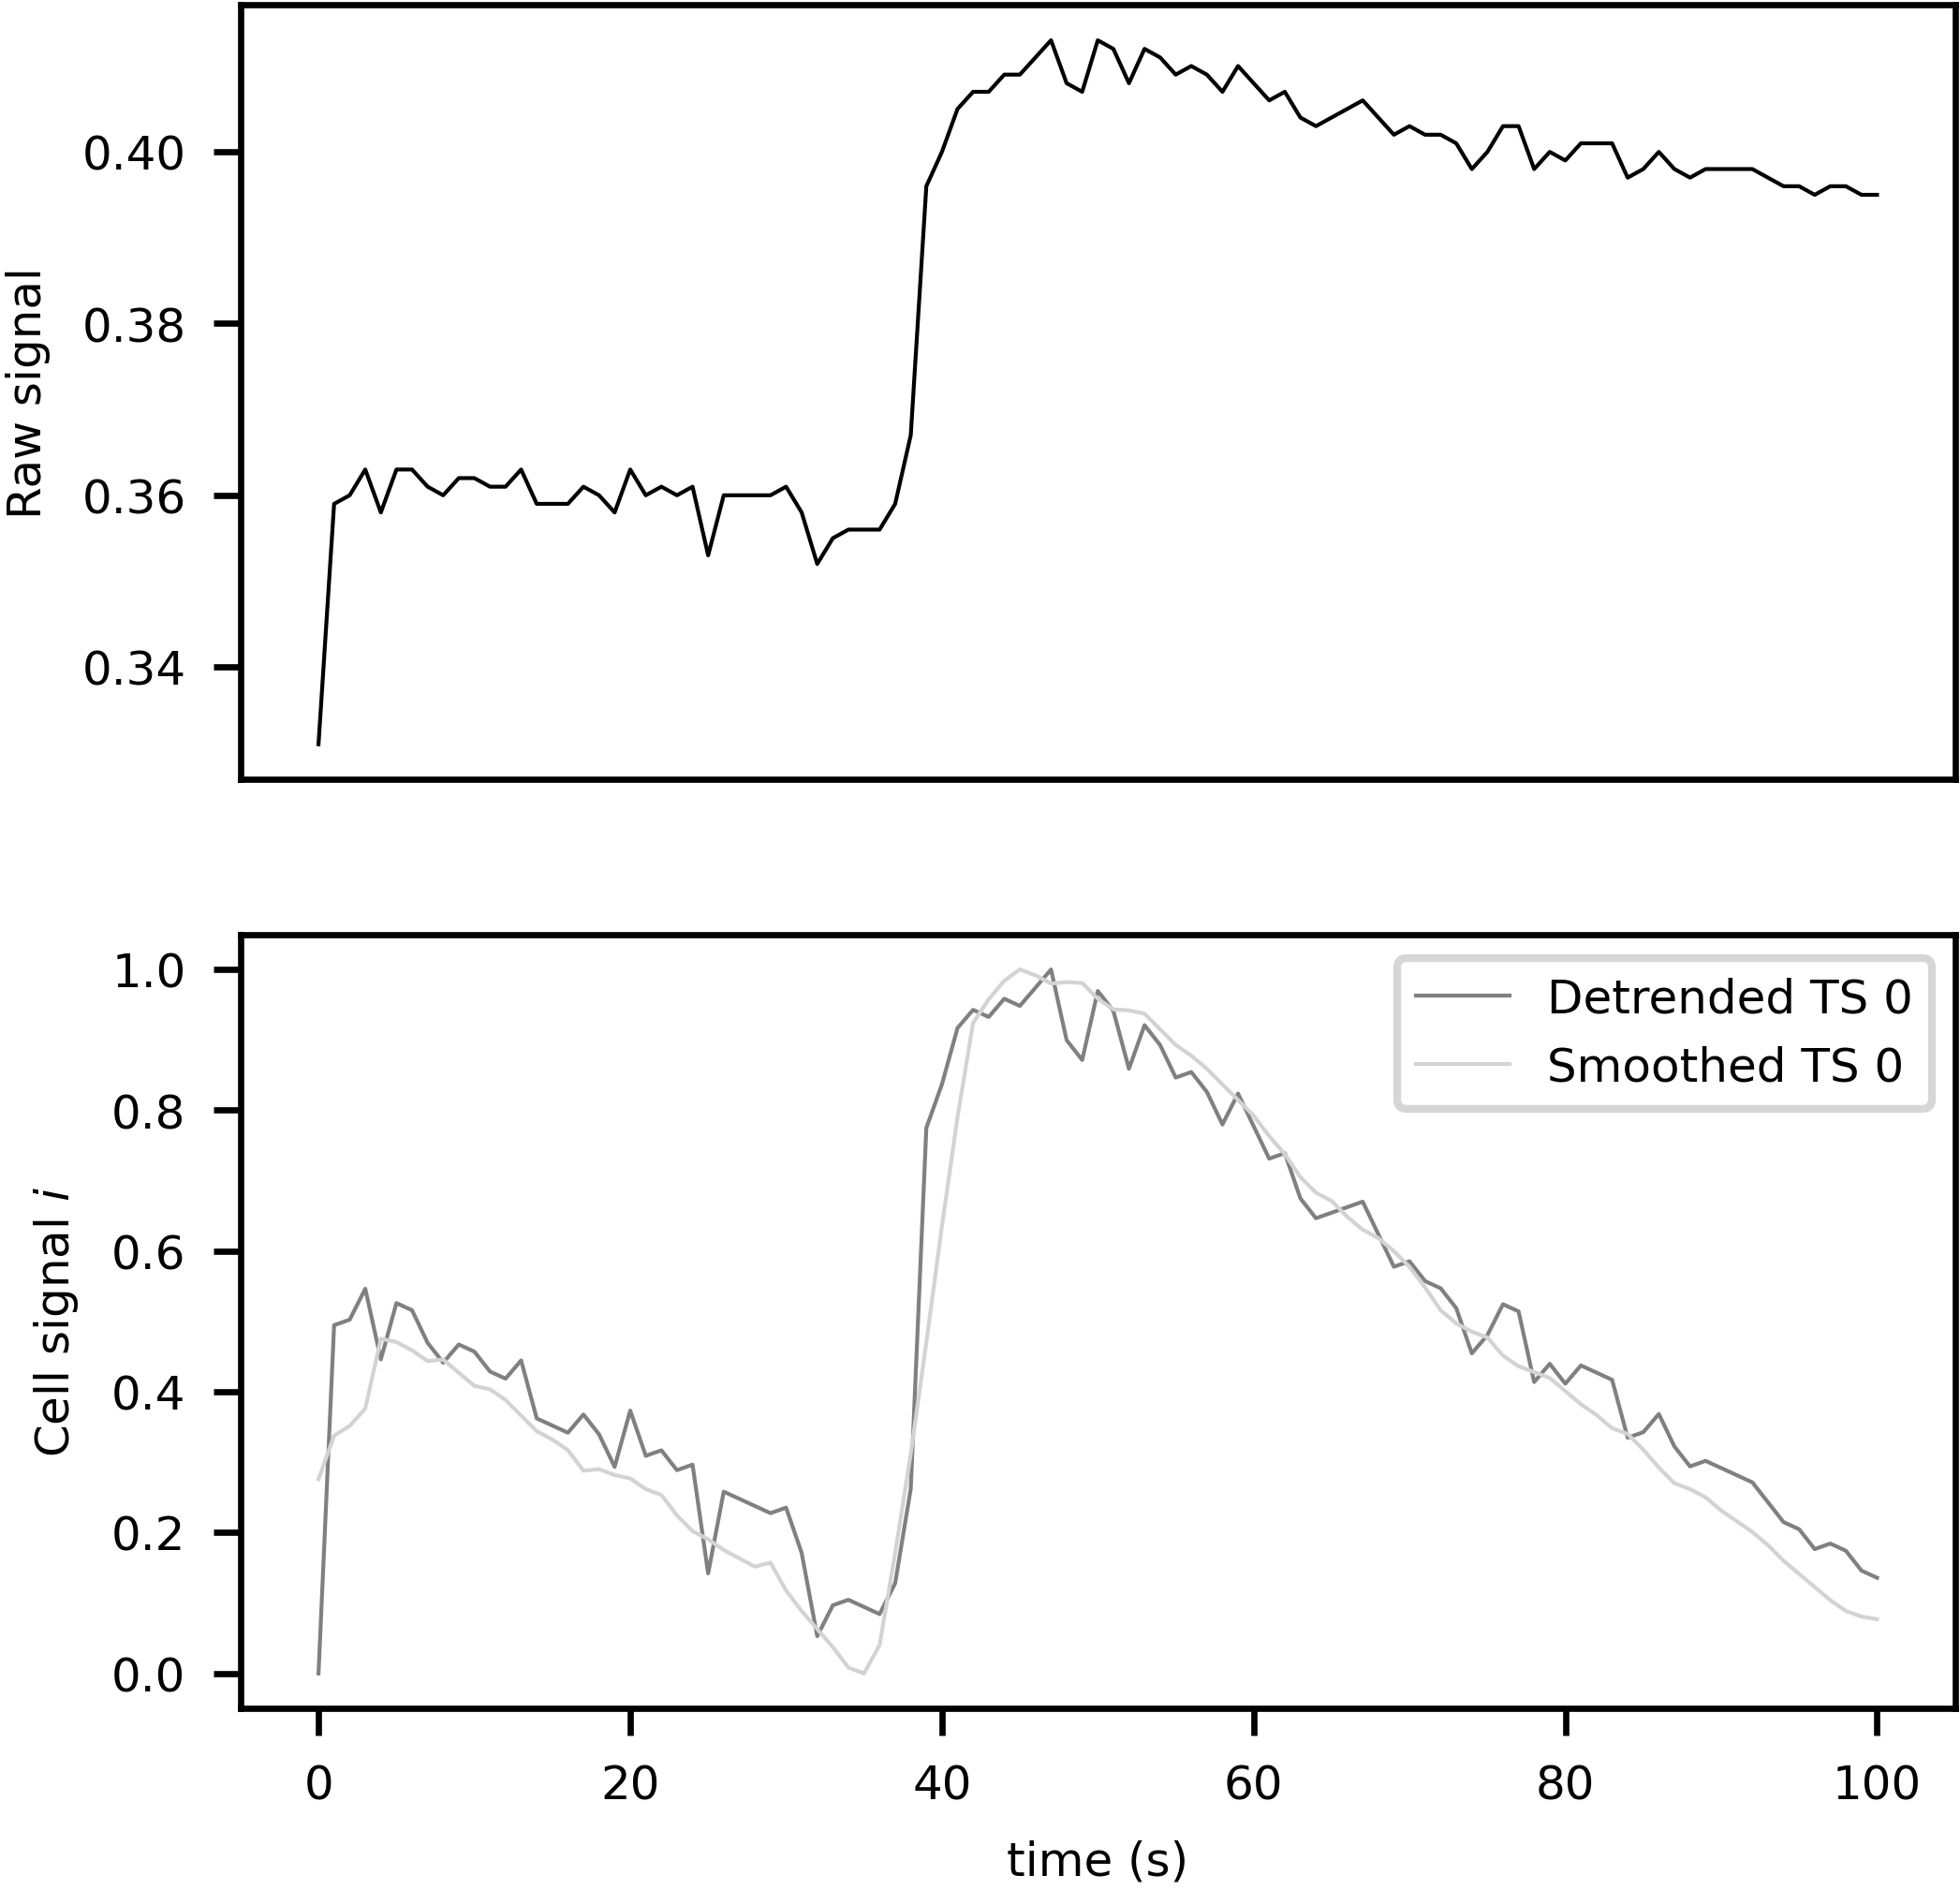 Raw signal
0.40
0.38
0.36
0.34
Cell signal i
1.0
0.8
0.6
0.4
0.2
0.0
Detrended TS 0
Smoothed TS 0
0 20 40 60 80 100
time (s)